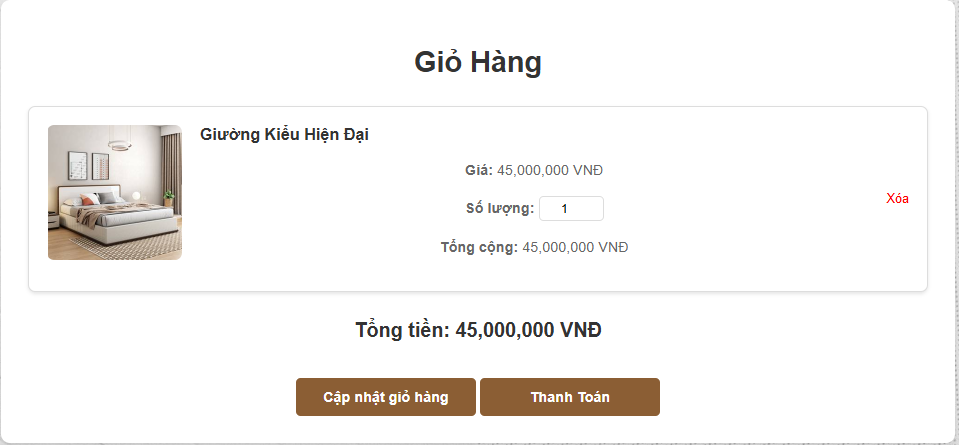 Giỏ Hàng
Giường Kiểu Hiện Đại
Giá: 45,000,000 VNĐ
Số lượng: 1
Xóa
Tổng cộng: 45,000,000 VNĐ
Tổng tiền: 45,000,000 VNĐ
Cập nhật giỏ hàng
Thanh Toán